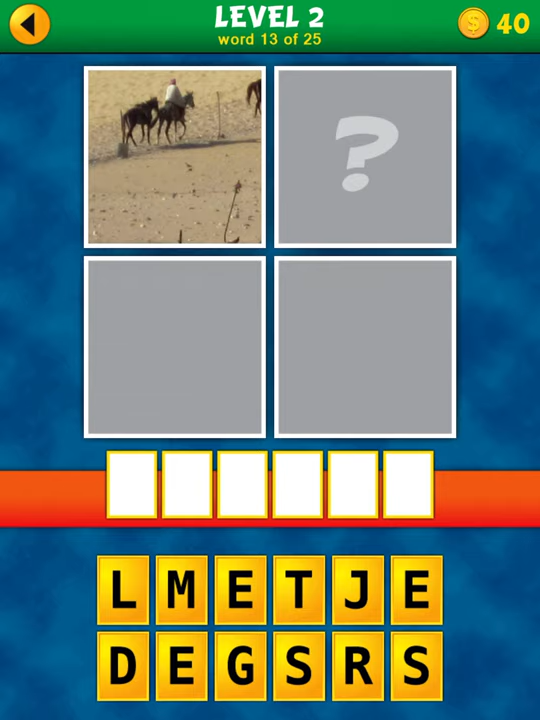 LEVEL 2
40
word 13 of 25
?
L M E T J E
D E G S R S